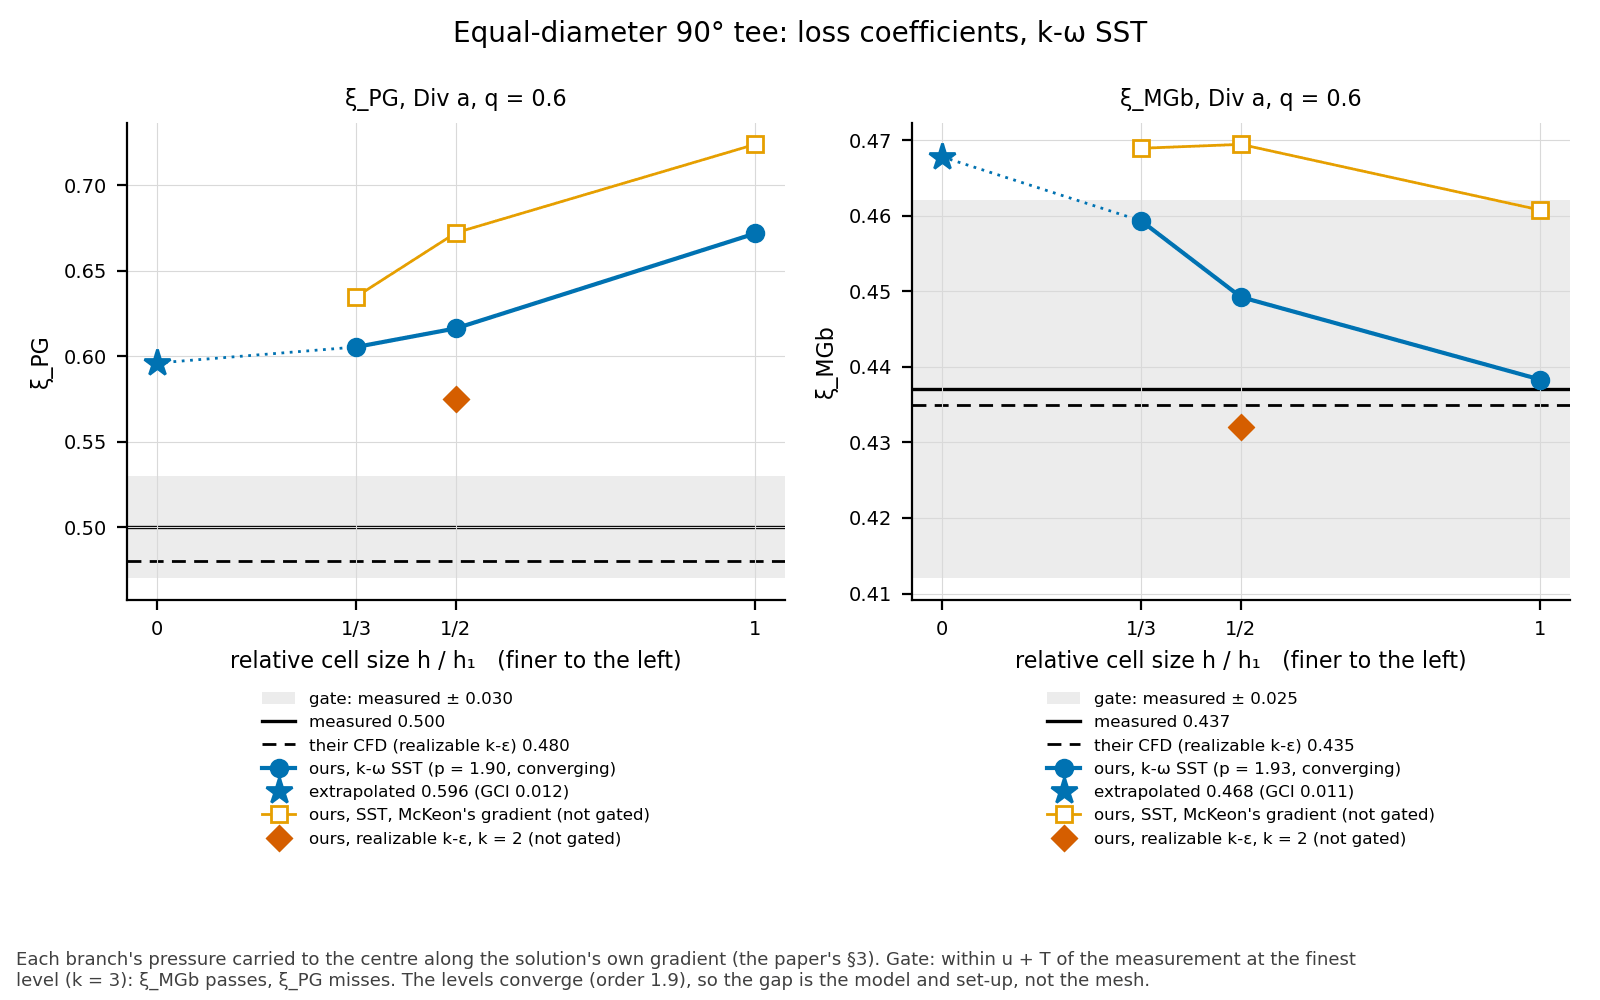 Equal-diameter 90° tee: loss coefficients, k-ω SST
ξ_PG, Div a, q = 0.6
ξ_PG
0.70
0.65
0.60
0.55
0.50
0
1/3
1/2
1
relative cell size h / h₁ (finer to the left)
gate: measured ± 0.030
measured 0.500
their CFD (realizable k-ε) 0.480
ours, k-ω SST (p = 1.90, converging)
extrapolated 0.596 (GCI 0.012)
ours, SST, McKeon's gradient (not gated)
ours, realizable k-ε, k = 2 (not gated)
ξ_MGb, Div a, q = 0.6
ξ_MGb
0.47
0.46
0.45
0.44
0.43
0.42
0.41
0
1/3
1/2
1
relative cell size h / h₁ (finer to the left)
gate: measured ± 0.025
measured 0.437
their CFD (realizable k-ε) 0.435
ours, k-ω SST (p = 1.93, converging)
extrapolated 0.468 (GCI 0.011)
ours, SST, McKeon's gradient (not gated)
ours, realizable k-ε, k = 2 (not gated)
Each branch's pressure carried to the centre along the solution's own gradient (the paper's §3). Gate: within u + T of the measurement at the finest
level (k = 3): ξ_MGb passes, ξ_PG misses. The levels converge (order 1.9), so the gap is the model and set-up, not the mesh.